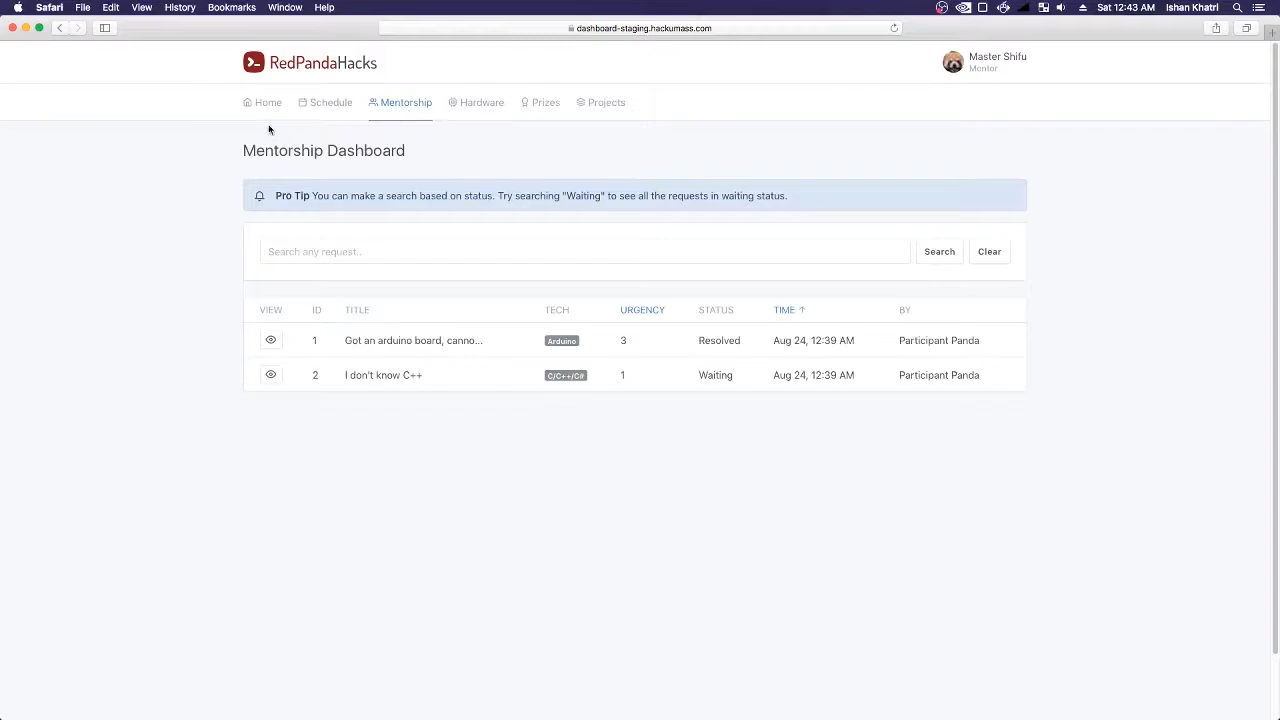 Safari File Edit View History Bookmarks Window Help Sat 12:43 AM Ishan Khatri
dashboard-staging.hackumass.com
RedPandaHacks
Master Shifu
Mentor
Home Schedule Mentorship Hardware Prizes Projects
Mentorship Dashboard
Pro Tip You can make a search based on status. Try searching "Waiting" to see all the requests in waiting status.
Search any request.. Search Clear
VIEW ID TITLE TECH URGENCY STATUS TIME ↑ BY
1 Got an arduino board, canno... Arduino 3 Resolved Aug 24, 12:39 AM Participant Panda
2 I don't know C++ C/C++/C# 1 Waiting Aug 24, 12:39 AM Participant Panda